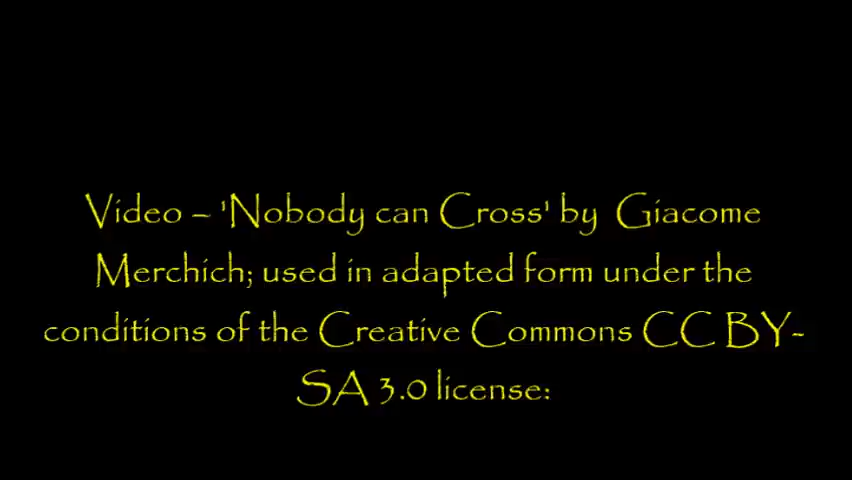 Video – 'Nobody can Cross' by  Giacome
Merchich; used in adapted form under the
conditions of the Creative Commons CC BY-
SA 3.0 license: